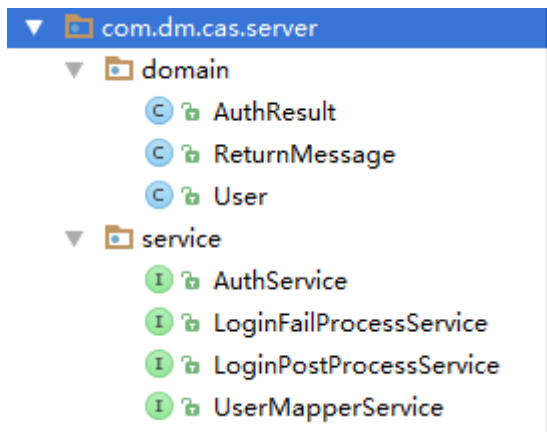 com.dm.cas.server
domain
C AuthResult
C ReturnMessage
C User
service
I AuthService
I LoginFailProcessService
I LoginPostProcessService
I UserMapperService